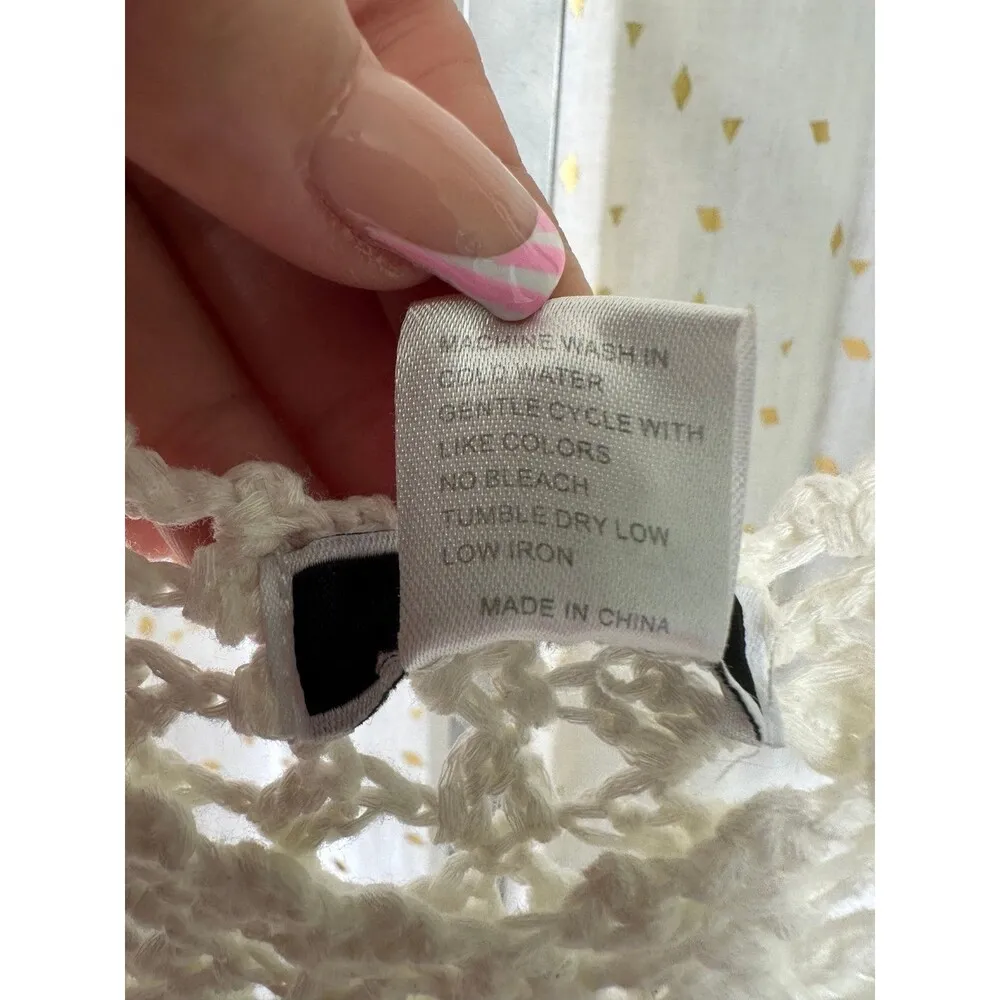 MACHINE WASH IN
COLD WATER
GENTLE CYCLE WITH
LIKE COLORS
NO BLEACH
TUMBLE DRY LOW
LOW IRON
MADE IN CHINA